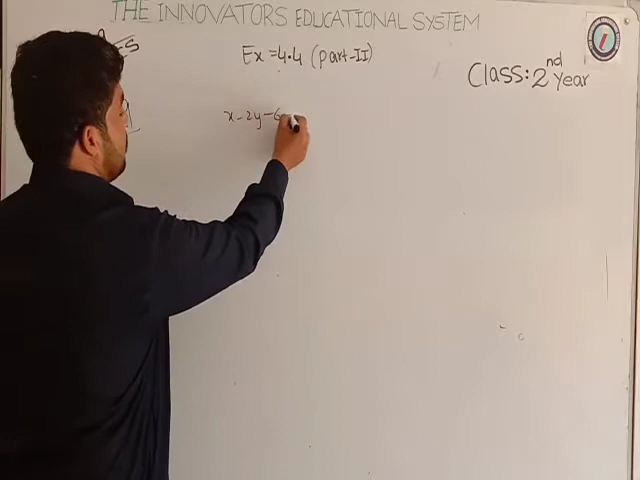 THE INNOVATORS EDUCATIONAL SYSTEM
Ex = 4.4 (part-II)
Class: 2nd year
x - 2y - 6